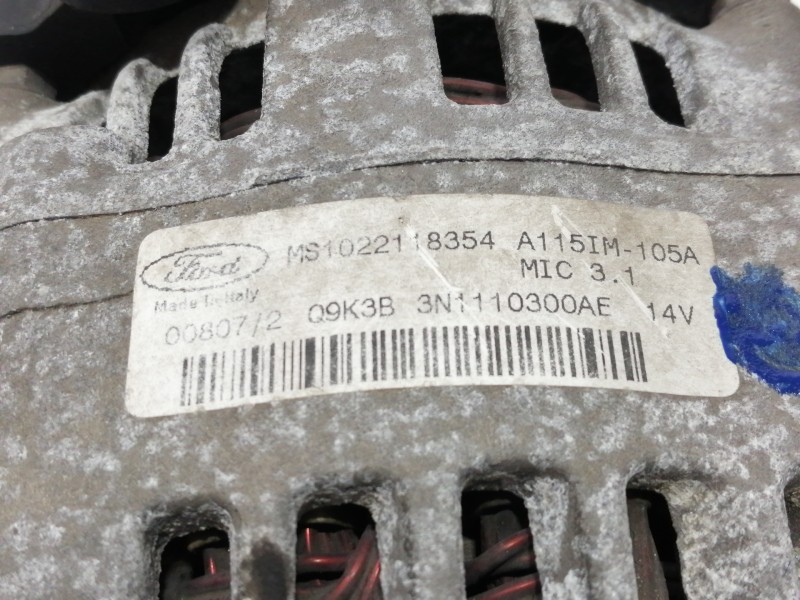 Ford MS1022118354 A115IM-105A
Made in Italy MIC 3.1
00807/2 Q9K3B 3N1110300AE 14V